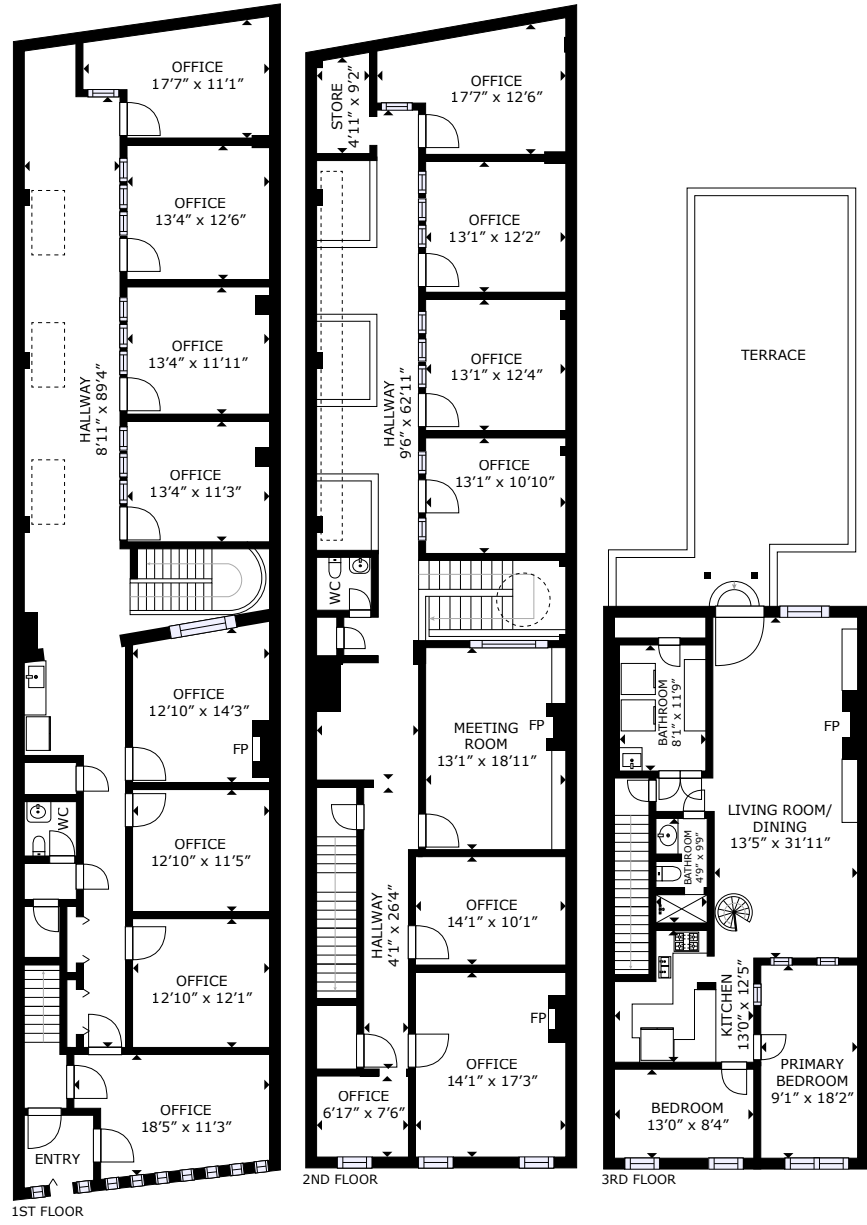 OFFICE
17'7" x 11'1"
OFFICE
13'4" x 12'6"
OFFICE
13'4" x 11'11"
HALLWAY
8'11" x 89'4"
OFFICE
13'4" x 11'3"
OFFICE
12'10" x 14'3"
FP
WC
OFFICE
12'10" x 11'5"
OFFICE
12'10" x 12'1"
OFFICE
18'5" x 11'3"
ENTRY
1ST FLOOR
STORE
4'11" x 9'2"
OFFICE
17'7" x 12'6"
OFFICE
13'1" x 12'2"
OFFICE
13'1" x 12'4"
HALLWAY
9'6" x 62'11"
OFFICE
13'1" x 10'10"
WC
MEETING
ROOM
13'1" x 18'11"
FP
HALLWAY
4'1" x 26'4"
OFFICE
14'1" x 10'1"
FP
OFFICE
14'1" x 17'3"
OFFICE
6'17" x 7'6"
2ND FLOOR
TERRACE
BATHROOM
8'1" x 11'9"
FP
LIVING ROOM/
DINING
13'5" x 31'11"
BATHROOM
4'9" x 9'9"
KITCHEN
13'0" x 12'5"
PRIMARY
BEDROOM
9'1" x 18'2"
BEDROOM
13'0" x 8'4"
3RD FLOOR